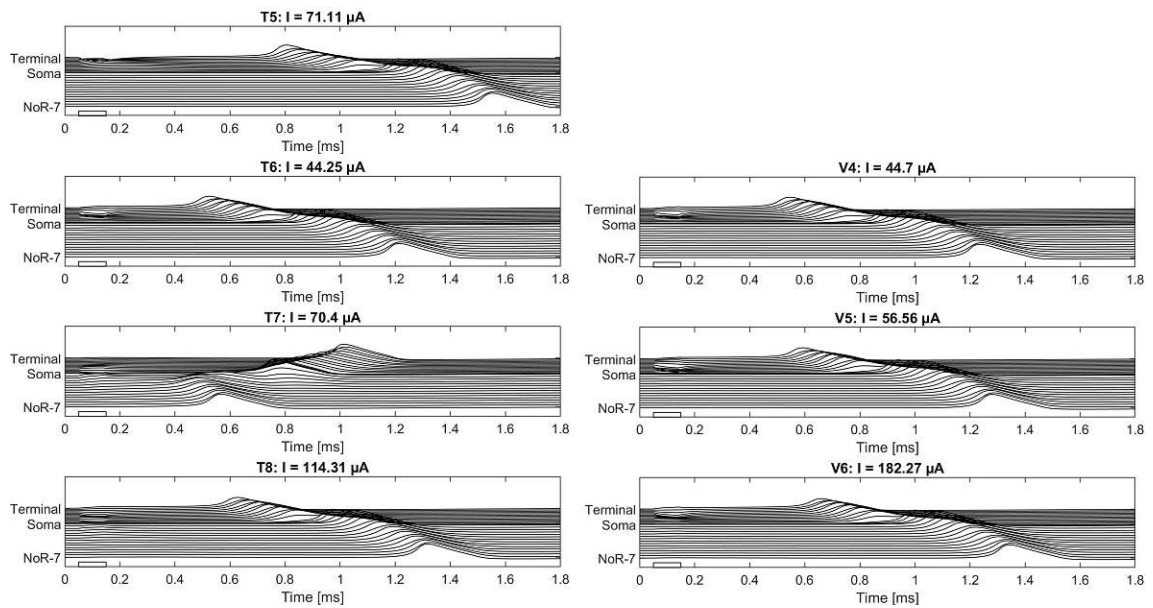 T5: I = 71.11 µA
Terminal
Soma
NoR-7
0 0.2 0.4 0.6 0.8 1 1.2 1.4 1.6 1.8
Time [ms]
T6: I = 44.25 µA
Terminal
Soma
NoR-7
0 0.2 0.4 0.6 0.8 1 1.2 1.4 1.6 1.8
Time [ms]
V4: I = 44.7 µA
Terminal
Soma
NoR-7
0 0.2 0.4 0.6 0.8 1 1.2 1.4 1.6 1.8
Time [ms]
T7: I = 70.4 µA
Terminal
Soma
NoR-7
0 0.2 0.4 0.6 0.8 1 1.2 1.4 1.6 1.8
Time [ms]
V5: I = 56.56 µA
Terminal
Soma
NoR-7
0 0.2 0.4 0.6 0.8 1 1.2 1.4 1.6 1.8
Time [ms]
T8: I = 114.31 µA
Terminal
Soma
NoR-7
0 0.2 0.4 0.6 0.8 1 1.2 1.4 1.6 1.8
Time [ms]
V6: I = 182.27 µA
Terminal
Soma
NoR-7
0 0.2 0.4 0.6 0.8 1 1.2 1.4 1.6 1.8
Time [ms]